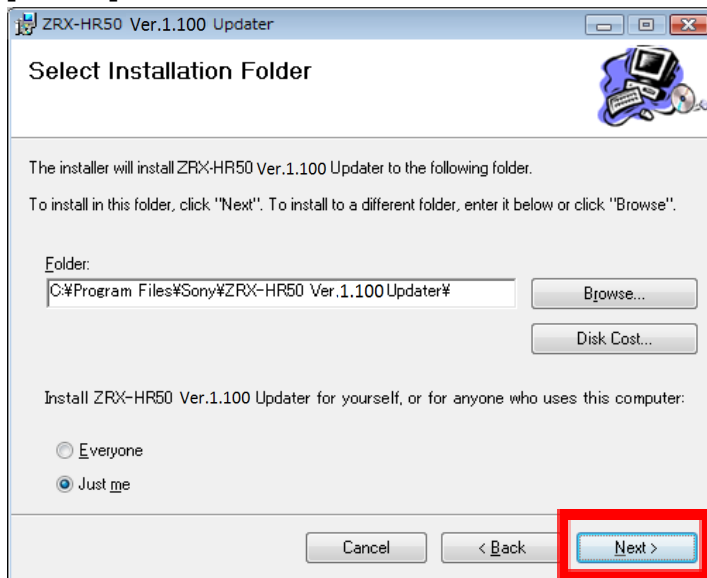 ZRX-HR50 Ver.1.100 Updater
Select Installation Folder
The installer will install ZRX-HR50 Ver.1.100 Updater to the following folder.
To install in this folder, click "Next". To install to a different folder, enter it below or click "Browse".
Folder:
C:¥Program Files¥Sony¥ZRX-HR50 Ver.1.100 Updater¥
Browse...
Disk Cost...
Install ZRX-HR50 Ver.1.100 Updater for yourself, or for anyone who uses this computer:
Everyone
Just me
Cancel
< Back
Next >